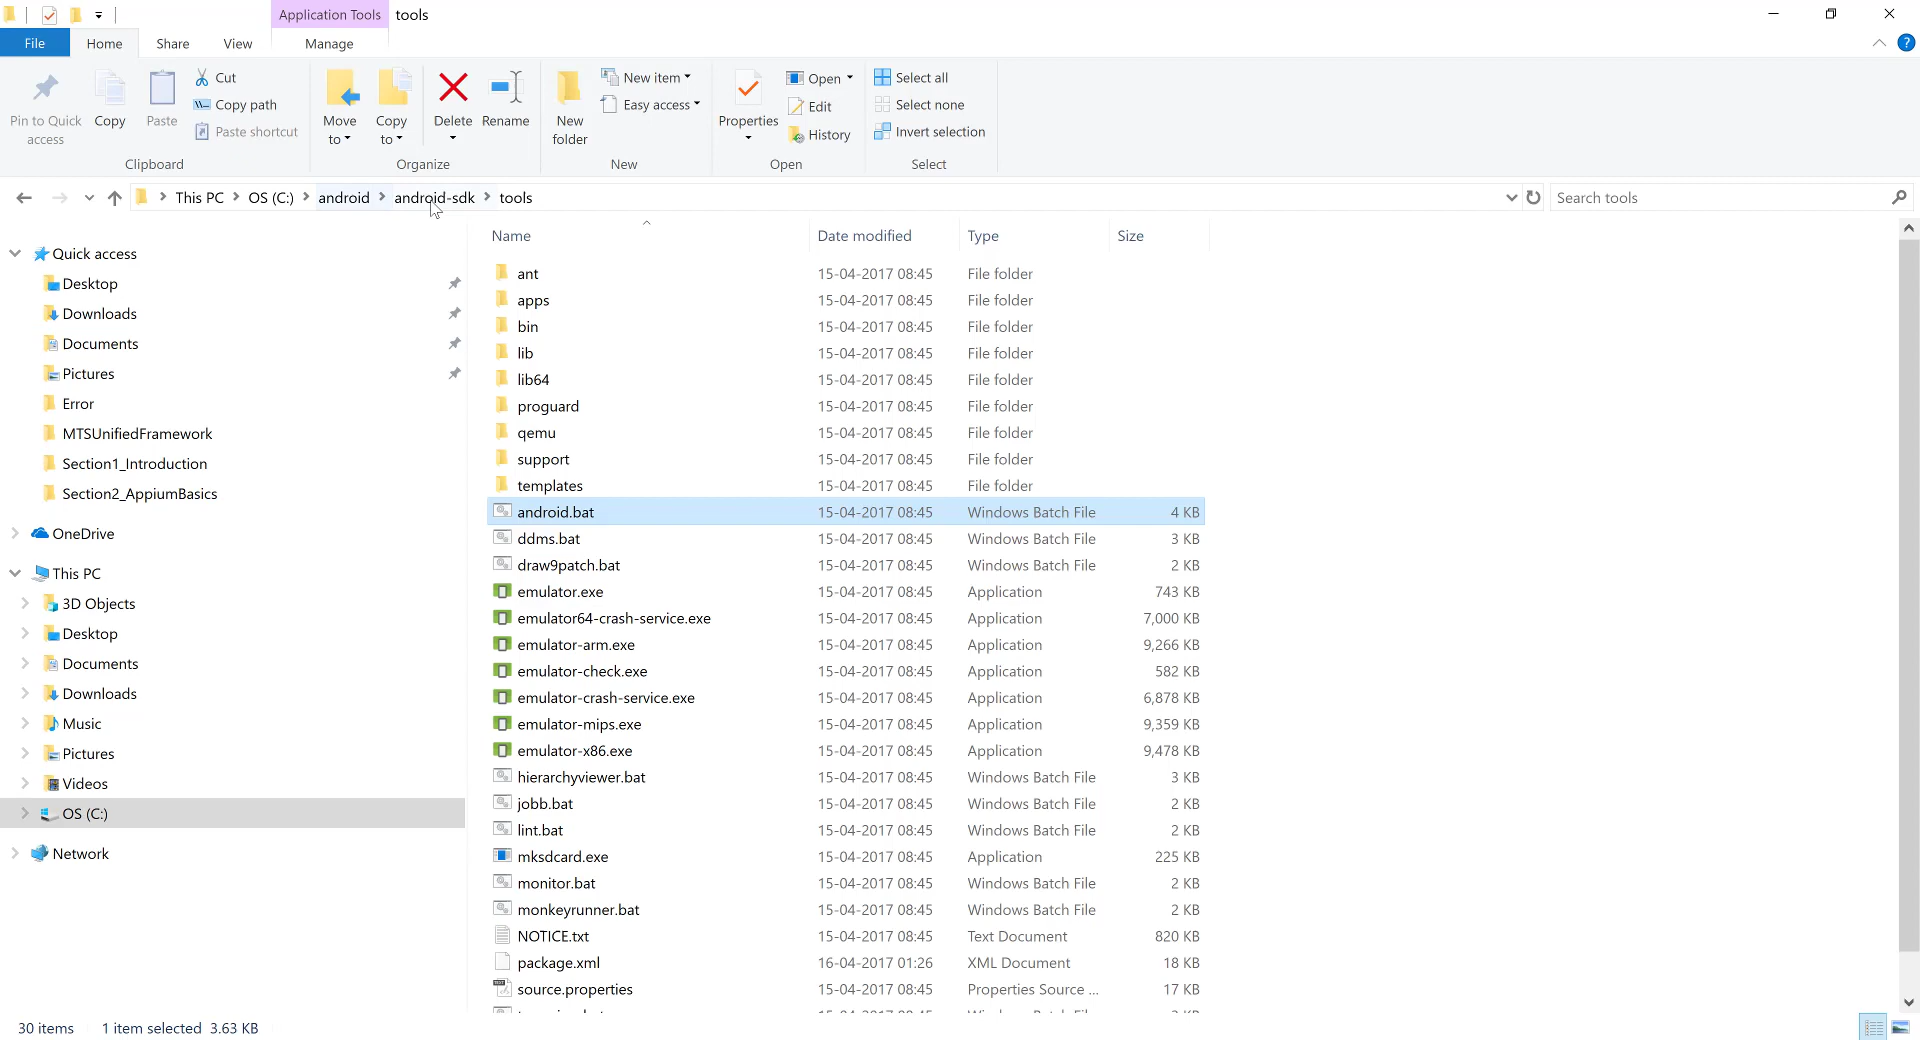 Application Tools tools
File Home Share View Manage
Pin to Quick access
Copy
Paste
Cut
Copy path
Paste shortcut
Clipboard
Move to
Copy to
Delete
Rename
Organize
New folder
New item
Easy access
New
Properties
Open
Edit
History
Open
Select all
Select none
Invert selection
Select
This PC OS (C:) android android-sdk tools
Search tools
Quick access
Desktop
Downloads
Documents
Pictures
Error
MTSUnifiedFramework
Section1_Introduction
Section2_AppiumBasics
OneDrive
This PC
3D Objects
Desktop
Documents
Downloads
Music
Pictures
Videos
OS (C:)
Network
Name Date modified Type Size
ant 15-04-2017 08:45 File folder
apps 15-04-2017 08:45 File folder
bin 15-04-2017 08:45 File folder
lib 15-04-2017 08:45 File folder
lib64 15-04-2017 08:45 File folder
proguard 15-04-2017 08:45 File folder
qemu 15-04-2017 08:45 File folder
support 15-04-2017 08:45 File folder
templates 15-04-2017 08:45 File folder
android.bat 15-04-2017 08:45 Windows Batch File 4 KB
ddms.bat 15-04-2017 08:45 Windows Batch File 3 KB
draw9patch.bat 15-04-2017 08:45 Windows Batch File 2 KB
emulator.exe 15-04-2017 08:45 Application 743 KB
emulator64-crash-service.exe 15-04-2017 08:45 Application 7,000 KB
emulator-arm.exe 15-04-2017 08:45 Application 9,266 KB
emulator-check.exe 15-04-2017 08:45 Application 582 KB
emulator-crash-service.exe 15-04-2017 08:45 Application 6,878 KB
emulator-mips.exe 15-04-2017 08:45 Application 9,359 KB
emulator-x86.exe 15-04-2017 08:45 Application 9,478 KB
hierarchyviewer.bat 15-04-2017 08:45 Windows Batch File 3 KB
jobb.bat 15-04-2017 08:45 Windows Batch File 2 KB
lint.bat 15-04-2017 08:45 Windows Batch File 2 KB
mksdcard.exe 15-04-2017 08:45 Application 225 KB
monitor.bat 15-04-2017 08:45 Windows Batch File 2 KB
monkeyrunner.bat 15-04-2017 08:45 Windows Batch File 2 KB
NOTICE.txt 15-04-2017 08:45 Text Document 820 KB
package.xml 16-04-2017 01:26 XML Document 18 KB
source.properties 15-04-2017 08:45 Properties Source ... 17 KB
30 items 1 item selected 3.63 KB